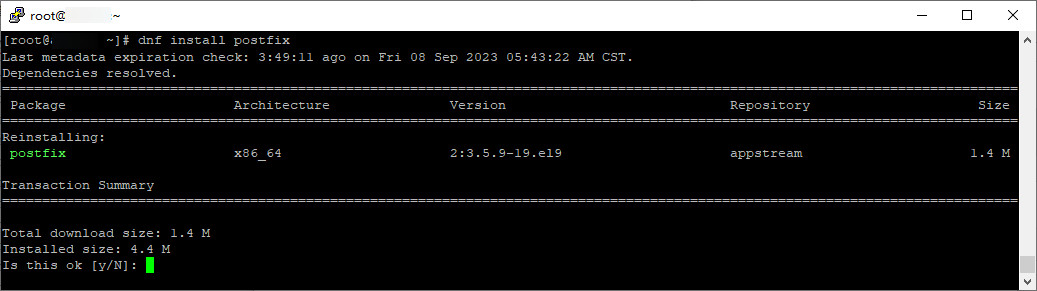 root@ :~
[root@ ~]# dnf install postfix
Last metadata expiration check: 3:49:11 ago on Fri 08 Sep 2023 05:43:22 AM CST.
Dependencies resolved.
================================================================================
Package Architecture Version Repository Size
================================================================================
Reinstalling:
postfix x86_64 2:3.5.9-19.el9 appstream 1.4 M
Transaction Summary
================================================================================
Total download size: 1.4 M
Installed size: 4.4 M
Is this ok [y/N]: